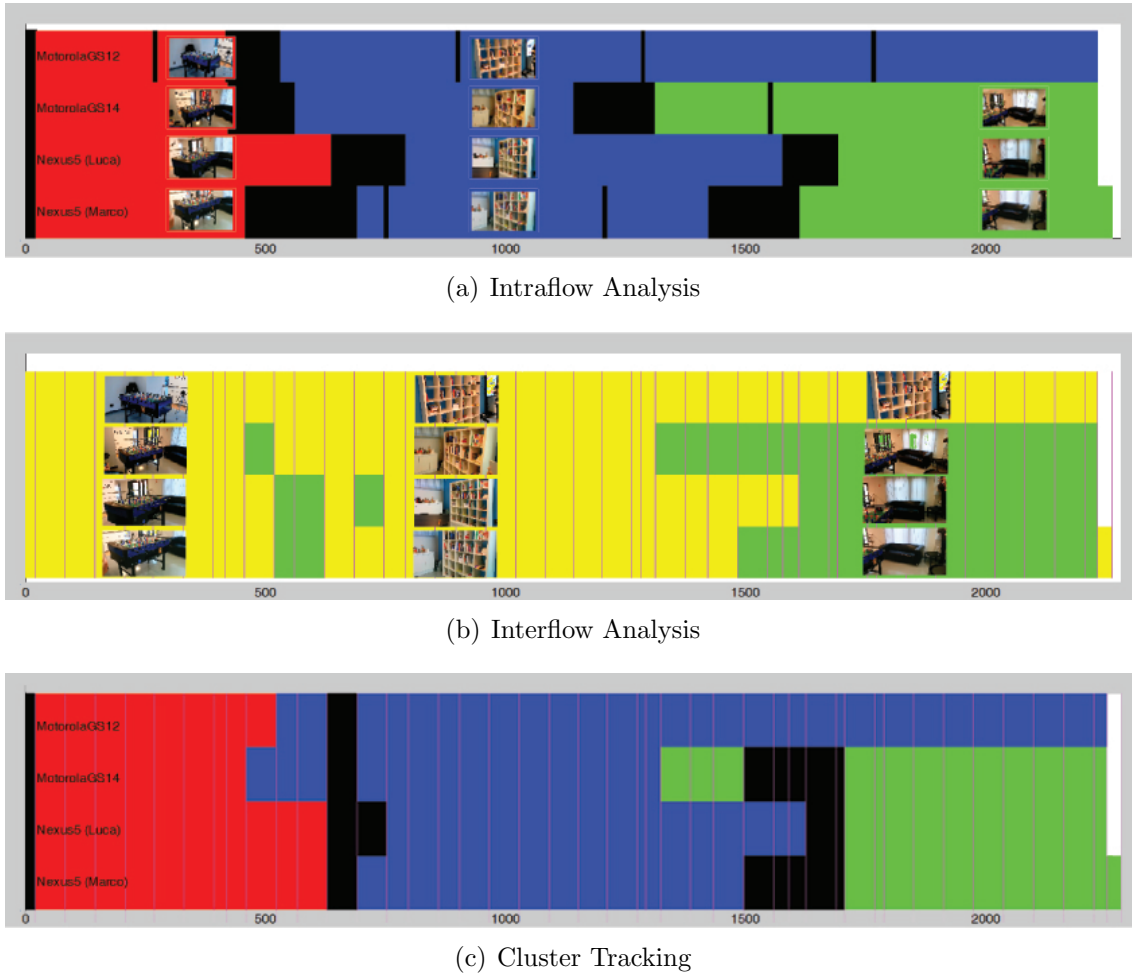 MotorolaGS12
MotorolaGS14
Nexus5 (Luca)
Nexus5 (Marco)
0 500 1000 1500 2000
(a) Intraflow Analysis
0 500 1000 1500 2000
(b) Interflow Analysis
MotorolaGS12
MotorolaGS14
Nexus5 (Luca)
Nexus5 (Marco)
0 500 1000 1500 2000
(c) Cluster Tracking